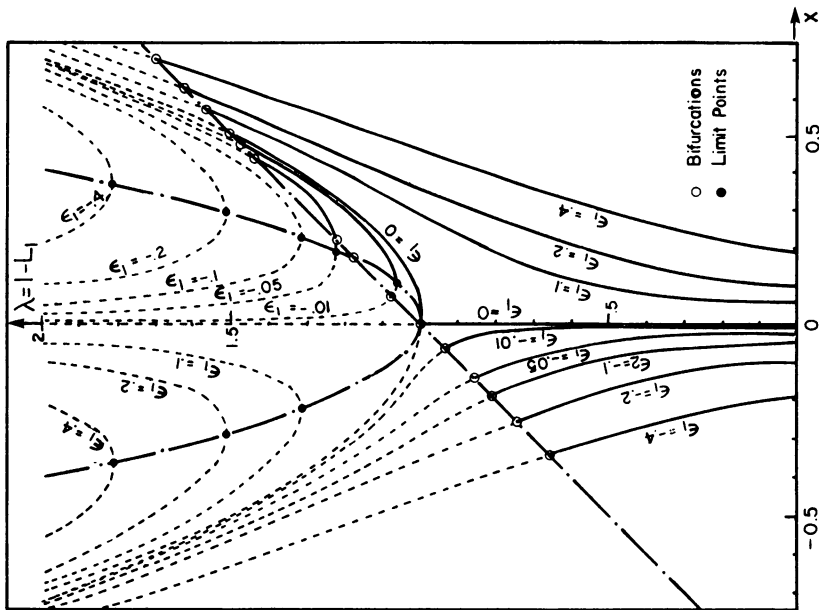 λ = 1 - L₁
2
1.5
.5
0
0.5
-0.5
x
ϵ₁=.4
ϵ₁=.2
ϵ₁=.1
ϵ₁=-.01
ϵ₁=-.05
ϵ₁=-.1
ϵ₁=-.2
ϵ₁=-.4
ϵ₁=0
ϵ₁=0
ϵ₁=-.01
ϵ₁=-.05
ϵ2=-.1
ϵ₁=-.2
ϵ₁=-.4
ϵ₁=.1
ϵ₁=.2
ϵ₁=.4
○ Bifurcations
● Limit Points